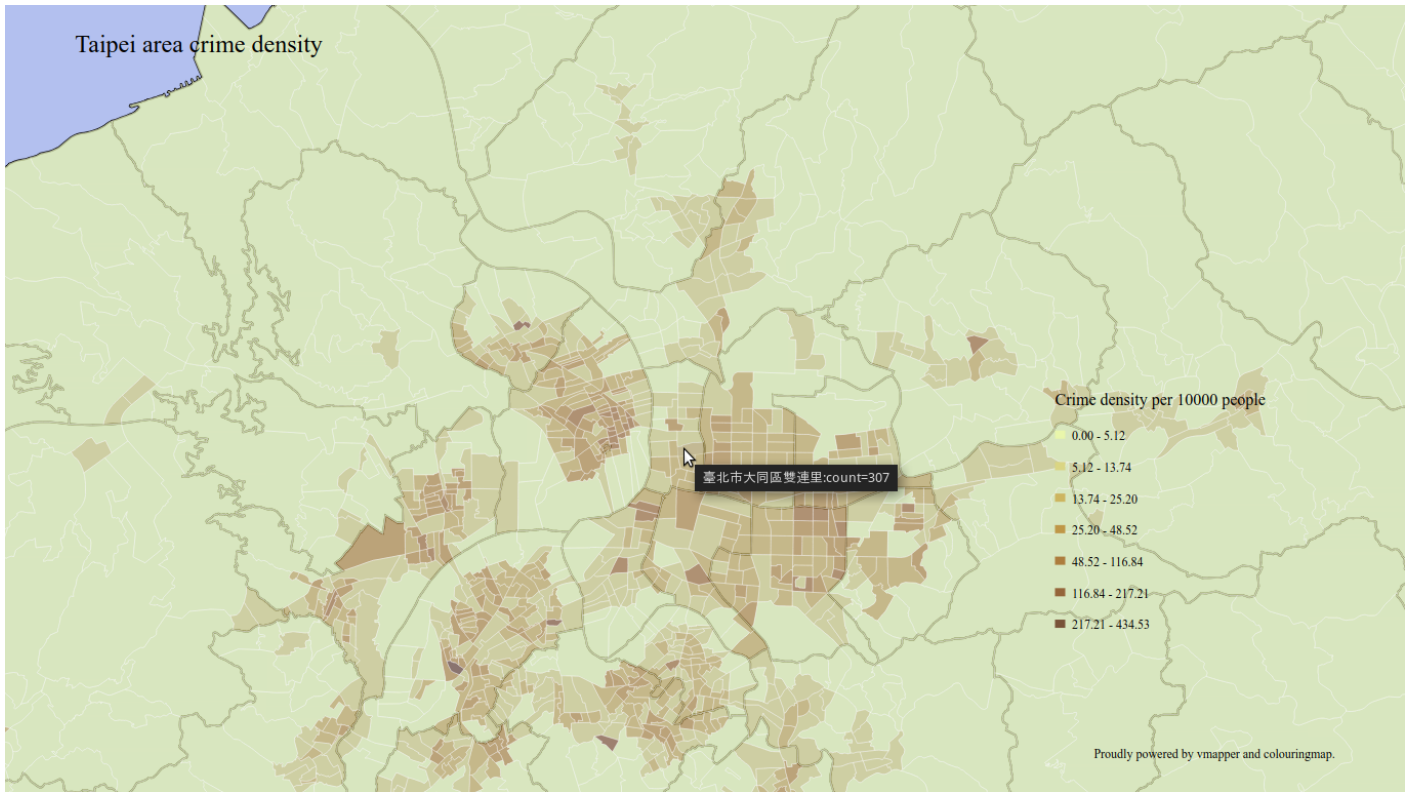 Taipei area crime density
Crime density per 10000 people
0.00 - 5.12
5.12 - 13.74
臺北市大同區雙連里:count=307
13.74 - 25.20
25.20 - 48.52
48.52 - 116.84
116.84 - 217.21
217.21 - 434.53
Proudly powered by vmapper and colouringmap.